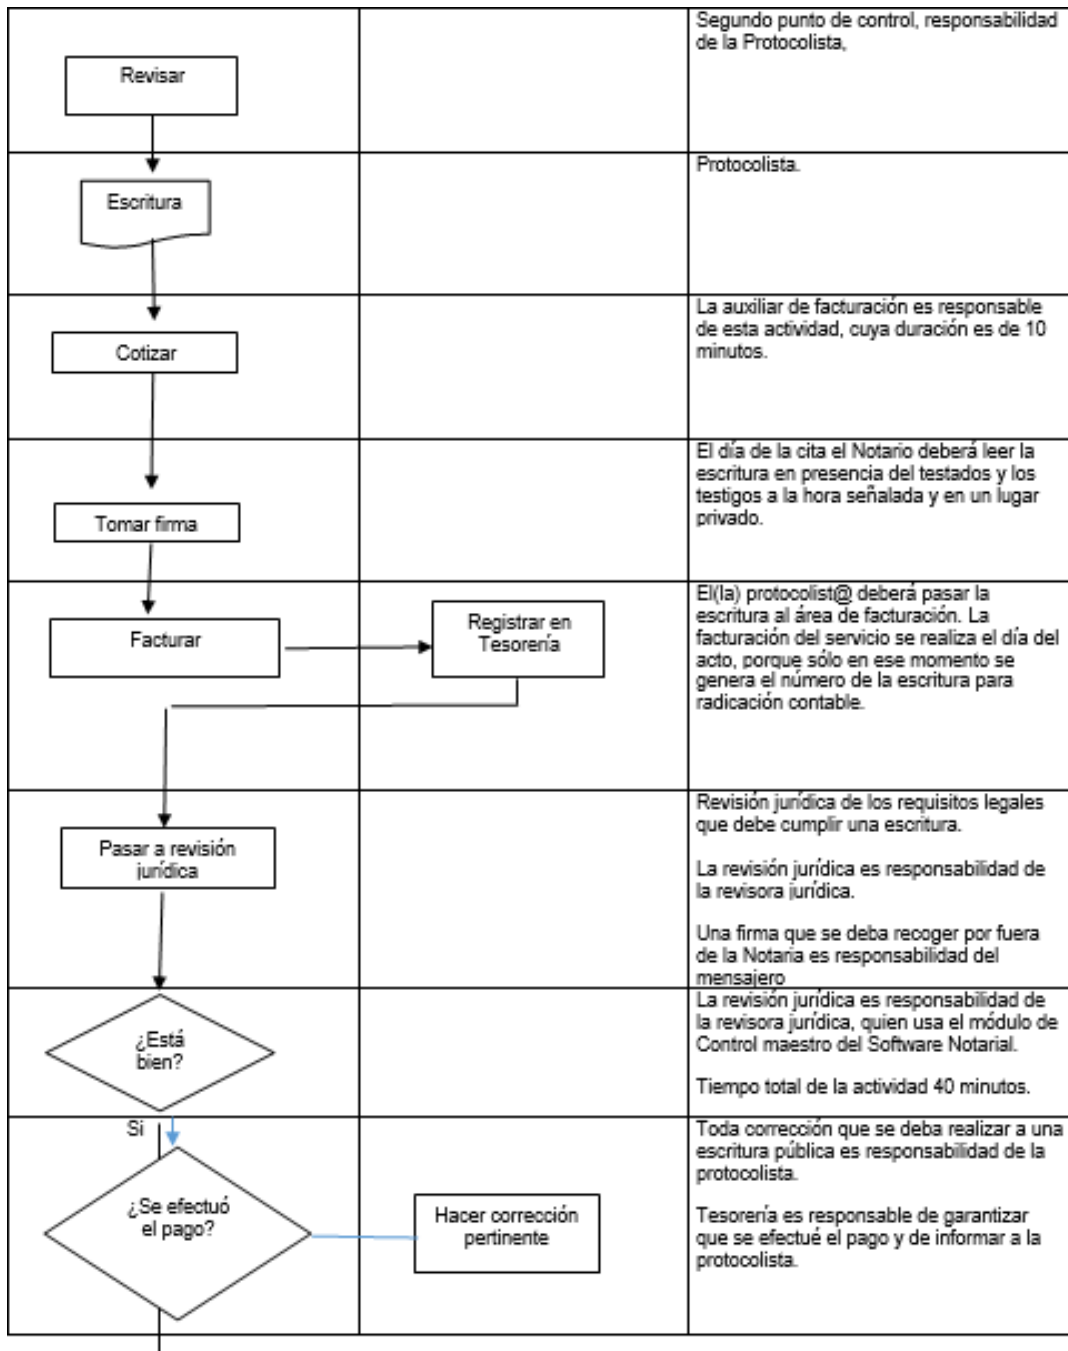 Segundo punto de control, responsabilidad
de la Protocolista,
Revisar
Protocolista.
Escritura
La auxiliar de facturación es responsable
de esta actividad, cuya duración es de 10
minutos.
Cotizar
El día de la cita el Notario deberá leer la
escritura en presencia del testados y los
testigos a la hora señalada y en un lugar
privado.
Tomar firma
El(la) protocolist@ deberá pasar la
escritura al área de facturación. La
facturación del servicio se realiza el día del
acto, porque sólo en ese momento se
genera el número de la escritura para
radicación contable.
Facturar
Registrar en
Tesorería
Revisión jurídica de los requisitos legales
que debe cumplir una escritura.
La revisión jurídica es responsabilidad de
la revisora jurídica.
Una firma que se deba recoger por fuera
de la Notaria es responsabilidad del
mensajero
Pasar a revisión
jurídica
La revisión jurídica es responsabilidad de
la revisora jurídica, quien usa el módulo de
Control maestro del Software Notarial.
Tiempo total de la actividad 40 minutos.
¿Está
bien?
Si
Toda corrección que se deba realizar a una
escritura pública es responsabilidad de la
protocolista.
Tesorería es responsable de garantizar
que se efectué el pago y de informar a la
protocolista.
¿Se efectuó
el pago?
Hacer corrección
pertinente